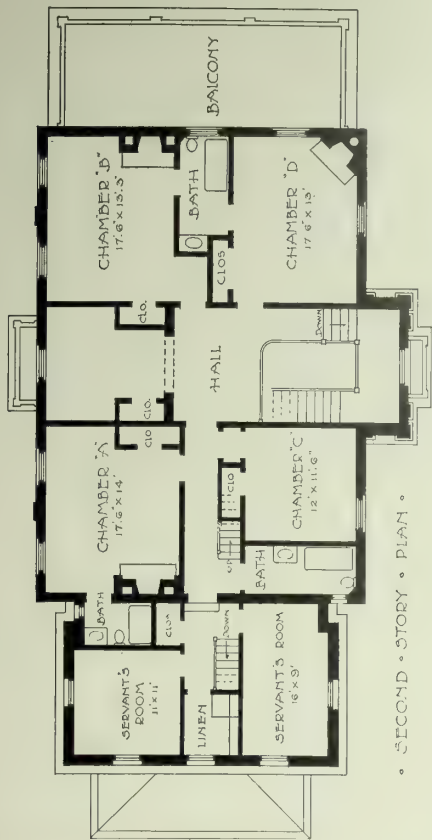 BALCONY
CHAMBER "B"
17'.6" X 13'.3"
BATH
CLOS
CHAMBER "D"
17'.6" X 13'
CLO.
CLO.
HALL
DOWN
CLO
CHAMBER "A"
17'.6" X 14'
CLO
UP
CHAMBER "C"
12' X 11'.6"
BATH
BATH
CLOS
DOWN
SERVANT'S
ROOM
11' X 11'
LINEN
SERVANT'S ROOM
16' X 9'
• SECOND • STORY • PLAN •